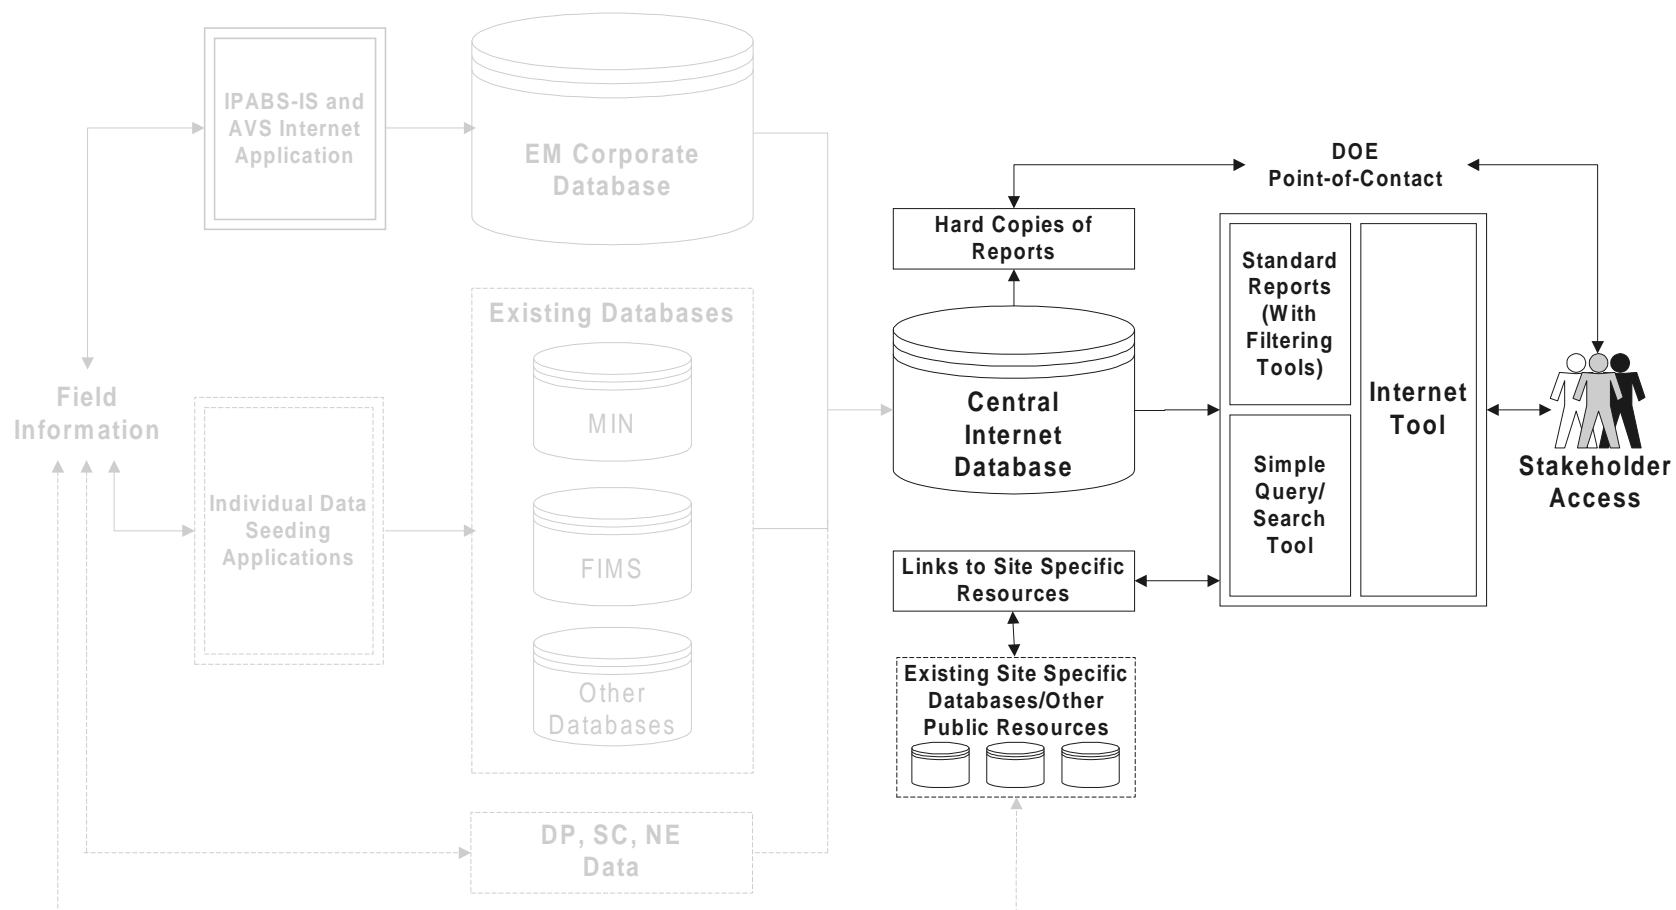 IPABS-IS and
AVS Internet
Application
EM Corporate
Database
DOE
Point-of-Contact
Hard Copies of
Reports
Existing Databases
MIN
FIMS
Other
Databases
Field
Information
Individual Data
Seeding
Applications
DP, SC, NE
Data
Central
Internet
Database
Standard
Reports
(With
Filtering
Tools)
Simple
Query/
Search
Tool
Internet
Tool
Stakeholder
Access
Links to Site Specific
Resources
Existing Site Specific
Databases/Other
Public Resources